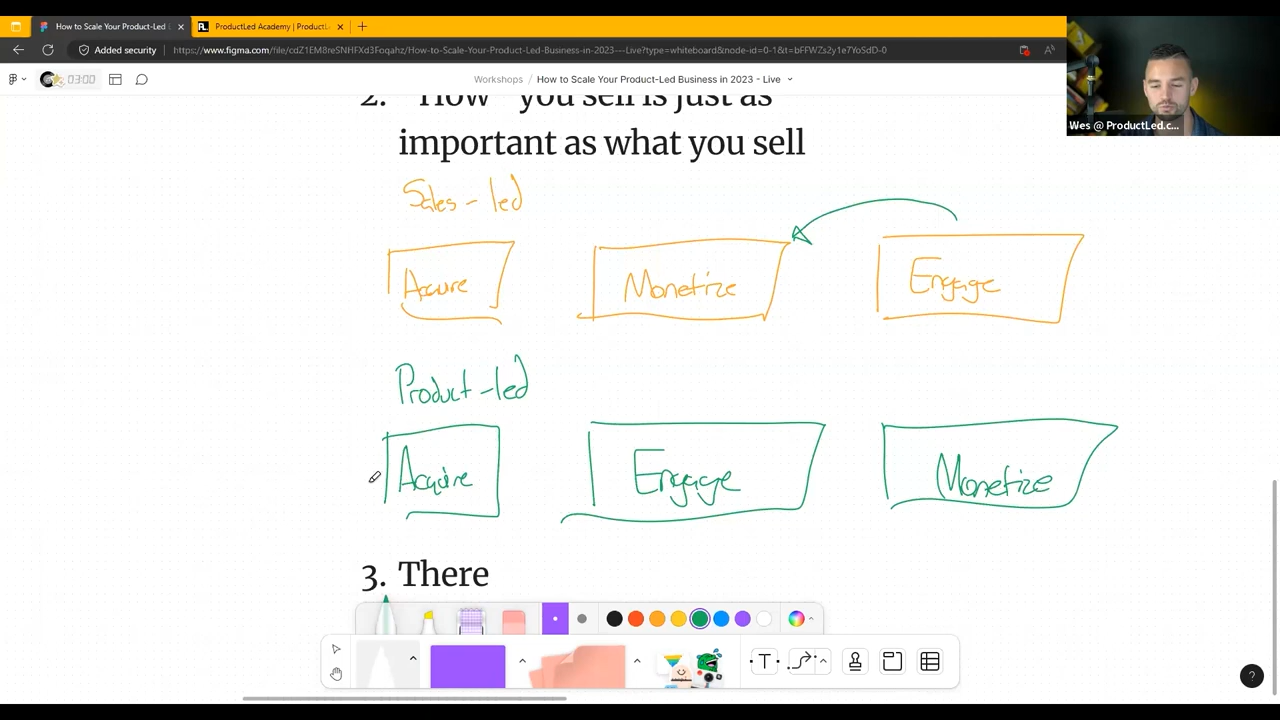 How to Scale Your Product-Led
ProductLed Academy | ProductL
Added security
https://www.figma.com/file/cdZ1EM8reSNHFXd3Foqahz/How-to-Scale-Your-Product-Led-Business-in-2023---Live?type=whiteboard&node-id=0-1&t=bFFWZs2y1e7YoSdD-0
03:00
Workshops / How to Scale Your Product-Led Business in 2023 - Live
Wes @ ProductLed.c...
2. "How" you sell is just as
important as what you sell
Sales-led
Monetize
Engage
Product-led
Acquire
Engage
Monetize
3. There
T
?